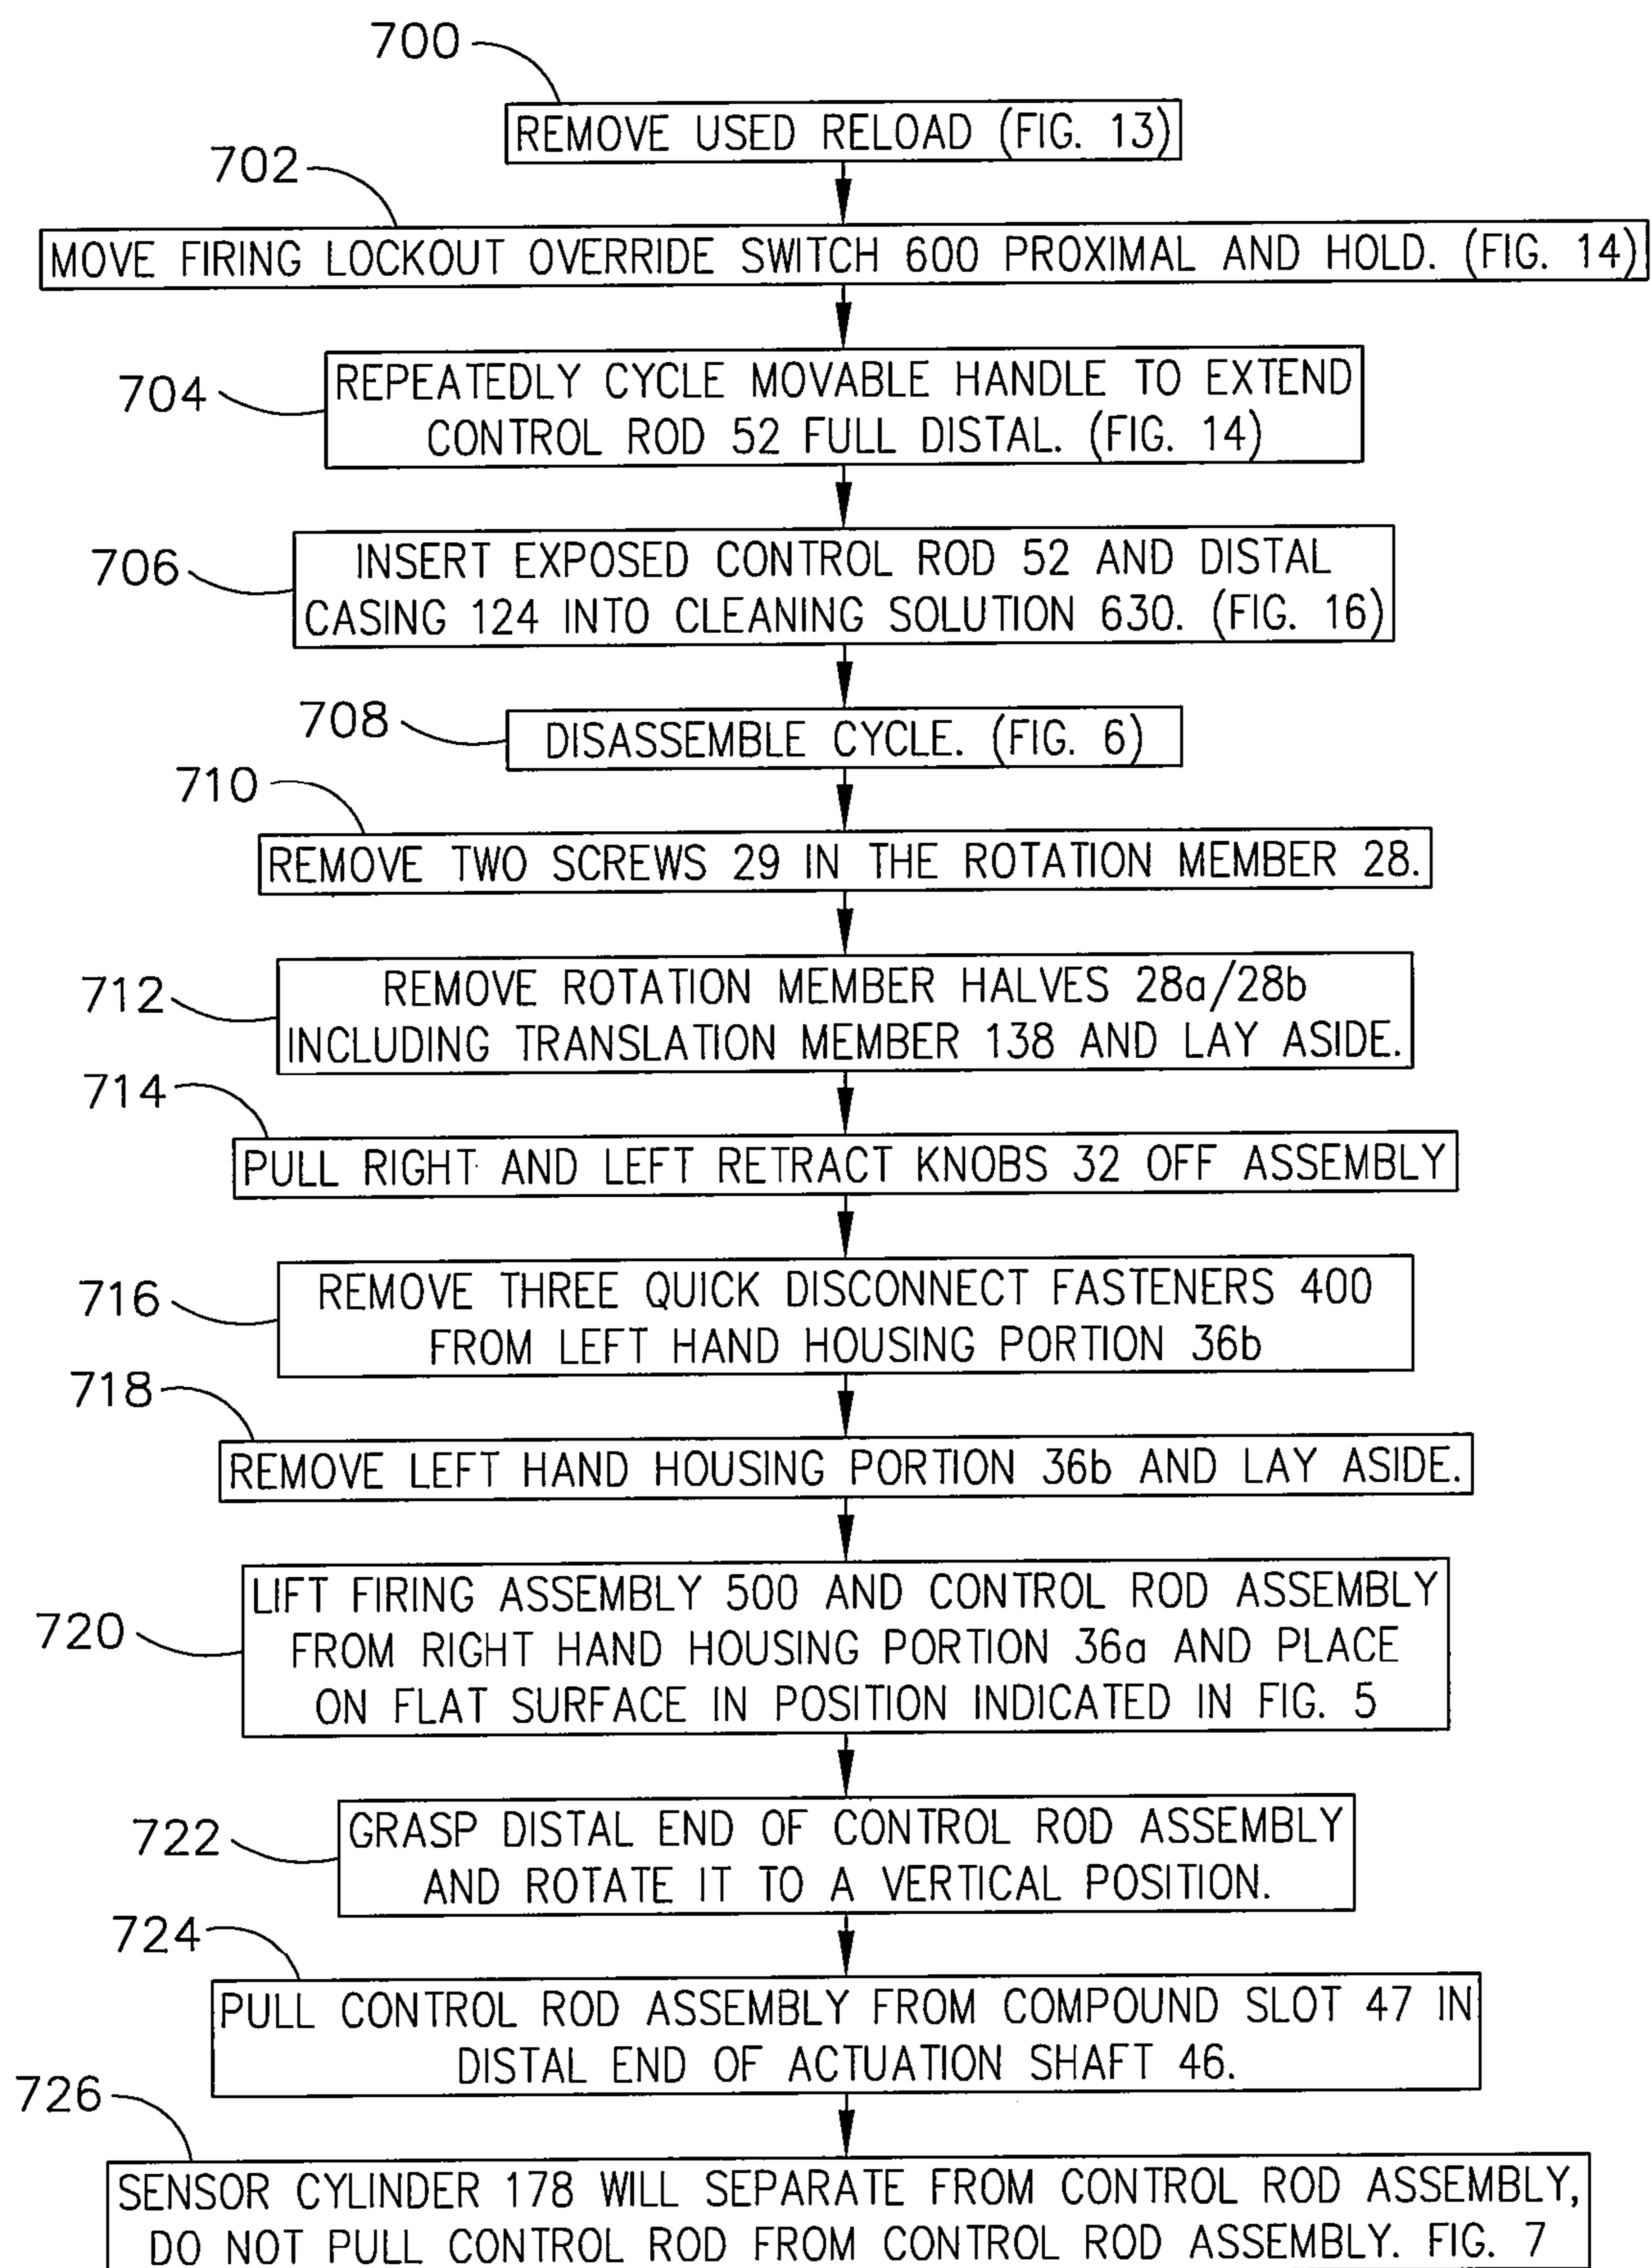 700
REMOVE USED RELOAD (FIG. 13)
702
MOVE FIRING LOCKOUT OVERRIDE SWITCH 600 PROXIMAL AND HOLD. (FIG. 14)
704
REPEATEDLY CYCLE MOVABLE HANDLE TO EXTEND
CONTROL ROD 52 FULL DISTAL. (FIG. 14)
706
INSERT EXPOSED CONTROL ROD 52 AND DISTAL
CASING 124 INTO CLEANING SOLUTION 630. (FIG. 16)
708
DISASSEMBLE CYCLE. (FIG. 6)
710
REMOVE TWO SCREWS 29 IN THE ROTATION MEMBER 28.
712
REMOVE ROTATION MEMBER HALVES 28a/28b
INCLUDING TRANSLATION MEMBER 138 AND LAY ASIDE.
714
PULL RIGHT AND LEFT RETRACT KNOBS 32 OFF ASSEMBLY
716
REMOVE THREE QUICK DISCONNECT FASTENERS 400
FROM LEFT HAND HOUSING PORTION 36b
718
REMOVE LEFT HAND HOUSING PORTION 36b AND LAY ASIDE.
720
LIFT FIRING ASSEMBLY 500 AND CONTROL ROD ASSEMBLY
FROM RIGHT HAND HOUSING PORTION 36a AND PLACE
ON FLAT SURFACE IN POSITION INDICATED IN FIG. 5
722
GRASP DISTAL END OF CONTROL ROD ASSEMBLY
AND ROTATE IT TO A VERTICAL POSITION.
724
PULL CONTROL ROD ASSEMBLY FROM COMPOUND SLOT 47 IN
DISTAL END OF ACTUATION SHAFT 46.
726
SENSOR CYLINDER 178 WILL SEPARATE FROM CONTROL ROD ASSEMBLY,
DO NOT PULL CONTROL ROD FROM CONTROL ROD ASSEMBLY. FIG. 7